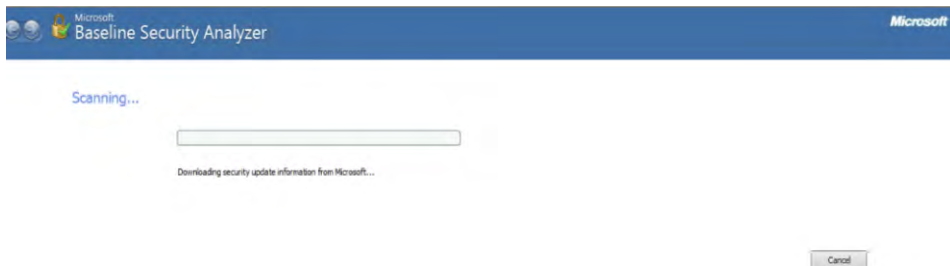 Microsoft
Baseline Security Analyzer
Microsoft
Scanning...
Downloading security update information from Microsoft...
Cancel